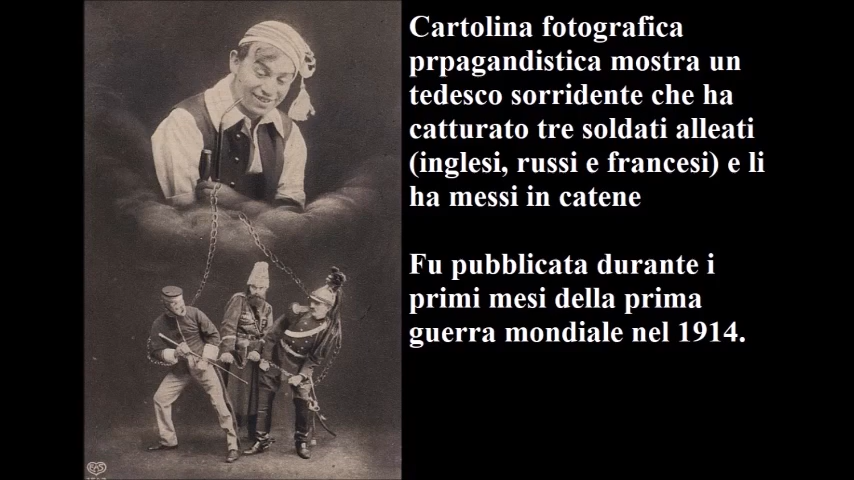 Cartolina fotografica
prpagandistica mostra un
tedesco sorridente che ha
catturato tre soldati alleati
(inglesi, russi e francesi) e li
ha messi in catene
Fu pubblicata durante i
primi mesi della prima
guerra mondiale nel 1914.